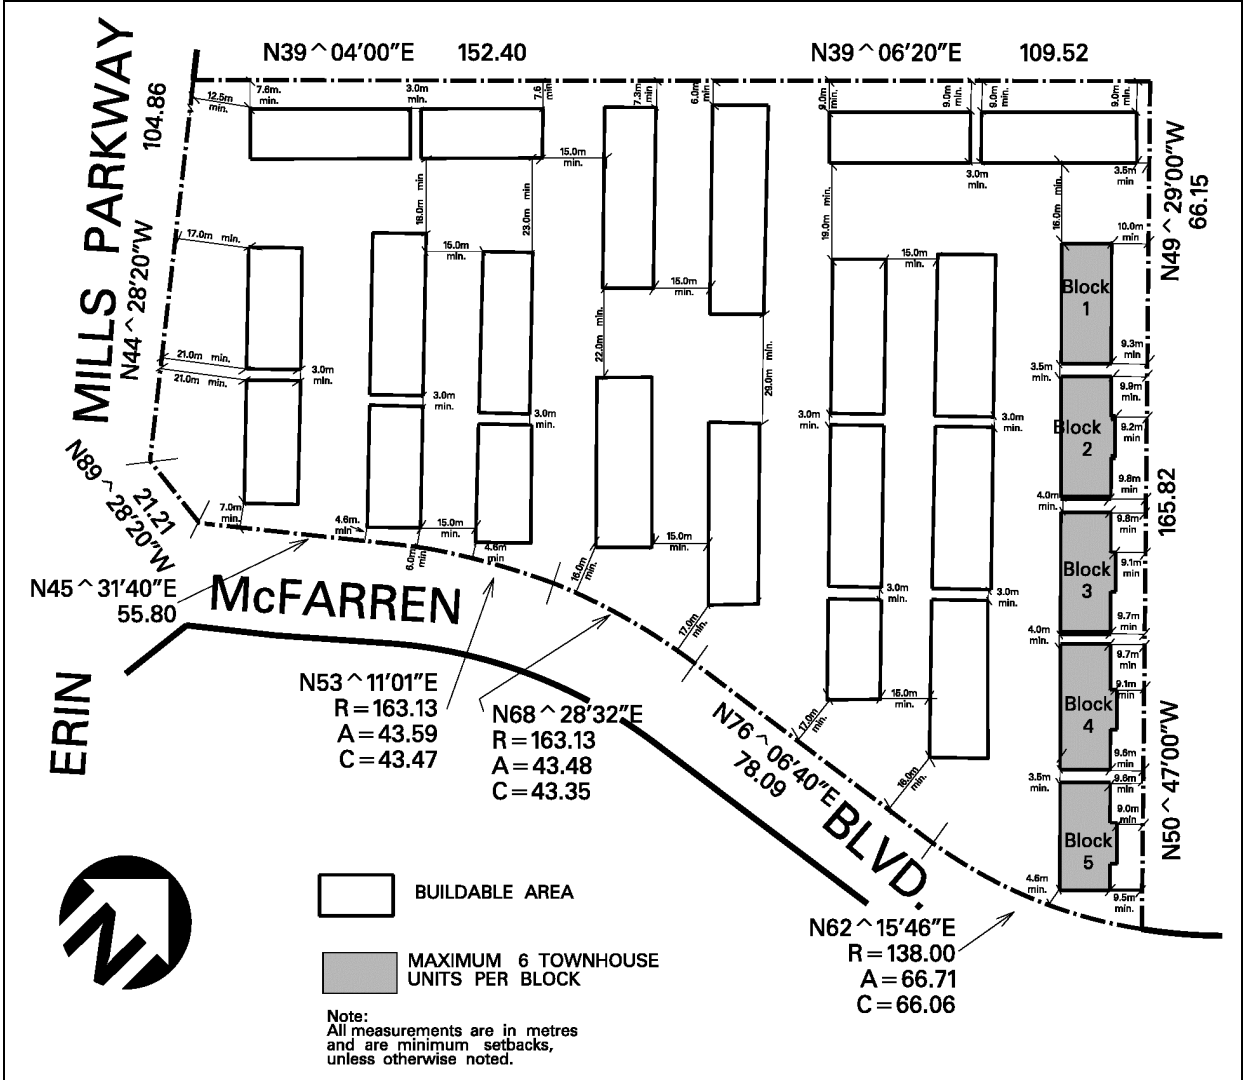 N39^04'00"E 152.40
N39^06'20"E 109.52
MILLS PARKWAY
104.86
N44^28'20"W
12.5m
min.
7.6m.
min.
3.0m
min.
7.6
min.
7.3m
min.
6.0m
min.
9.0m
min.
9.0m
min.
9.0m
min.
9.0m
min.
15.0m
min.
3.0m
min.
3.5m
min.
N49^29'00"W
66.15
18.0m min
23.0m min.
19.0m min.
16.0m min.
17.0m min.
15.0m
min.
15.0m
min.
10.0m
min.
15.0m
min.
Block
1
22.0m min.
29.0m min.
21.0m min.
21.0m min.
3.0m
min.
9.3m
min.
3.5m
min.
9.9m
min.
3.0m
min.
3.0m
min.
3.0m
min.
3.0m
min.
Block
2
9.2m
min.
9.8m
min
4.0m
min.
165.82
N89^28'20"W
21.21
7.0m
min.
4.6m.
min
15.0m
min.
6.0m
min.
4.6m
min
15.0m
min.
16.0m
min.
9.8m
min.
Block
3
9.1m
min.
9.7m
min
4.0m
min.
3.0m
min.
3.0m
min.
N45^31'40"E
55.80
McFARREN
17.0m
min.
ERIN
N53^11'01"E
R=163.13
A=43.59
C=43.47
N68^28'32"E
R=163.13
A=43.48
C=43.35
N76^06'40"E
78.09
15.0m
min.
17.0m
min.
9.7m
min.
9.1m
min
Block
4
9.6m
min
N50^47'00"W
3.5m
min.
9.0m
min
Block
5
4.6m
min.
9.5m
min.
BLVD.
N62^15'46"E
R=138.00
A=66.71
C=66.06
N
BUILDABLE AREA
MAXIMUM 6 TOWNHOUSE
UNITS PER BLOCK
Note:
All measurements are in metres
and are minimum setbacks,
unless otherwise noted.